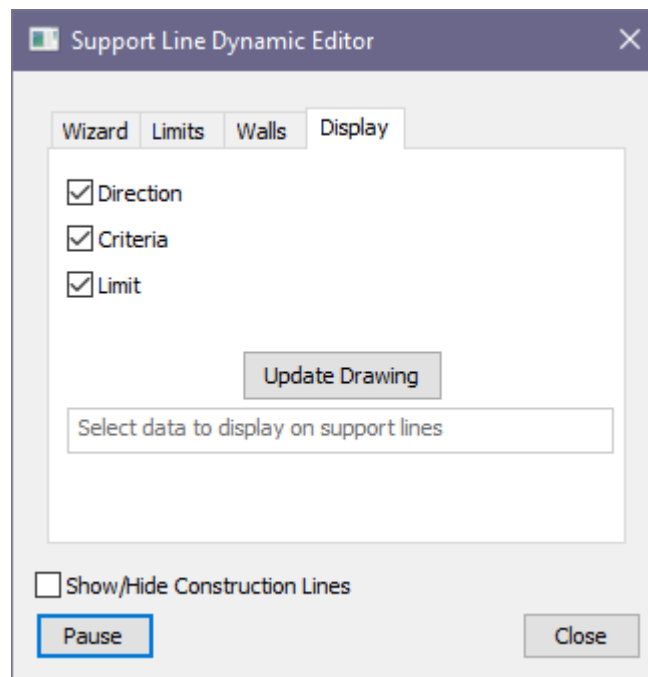 Support Line Dynamic Editor
Wizard Limits Walls Display
Direction
Criteria
Limit
Update Drawing
Select data to display on support lines
Show/Hide Construction Lines
Pause Close